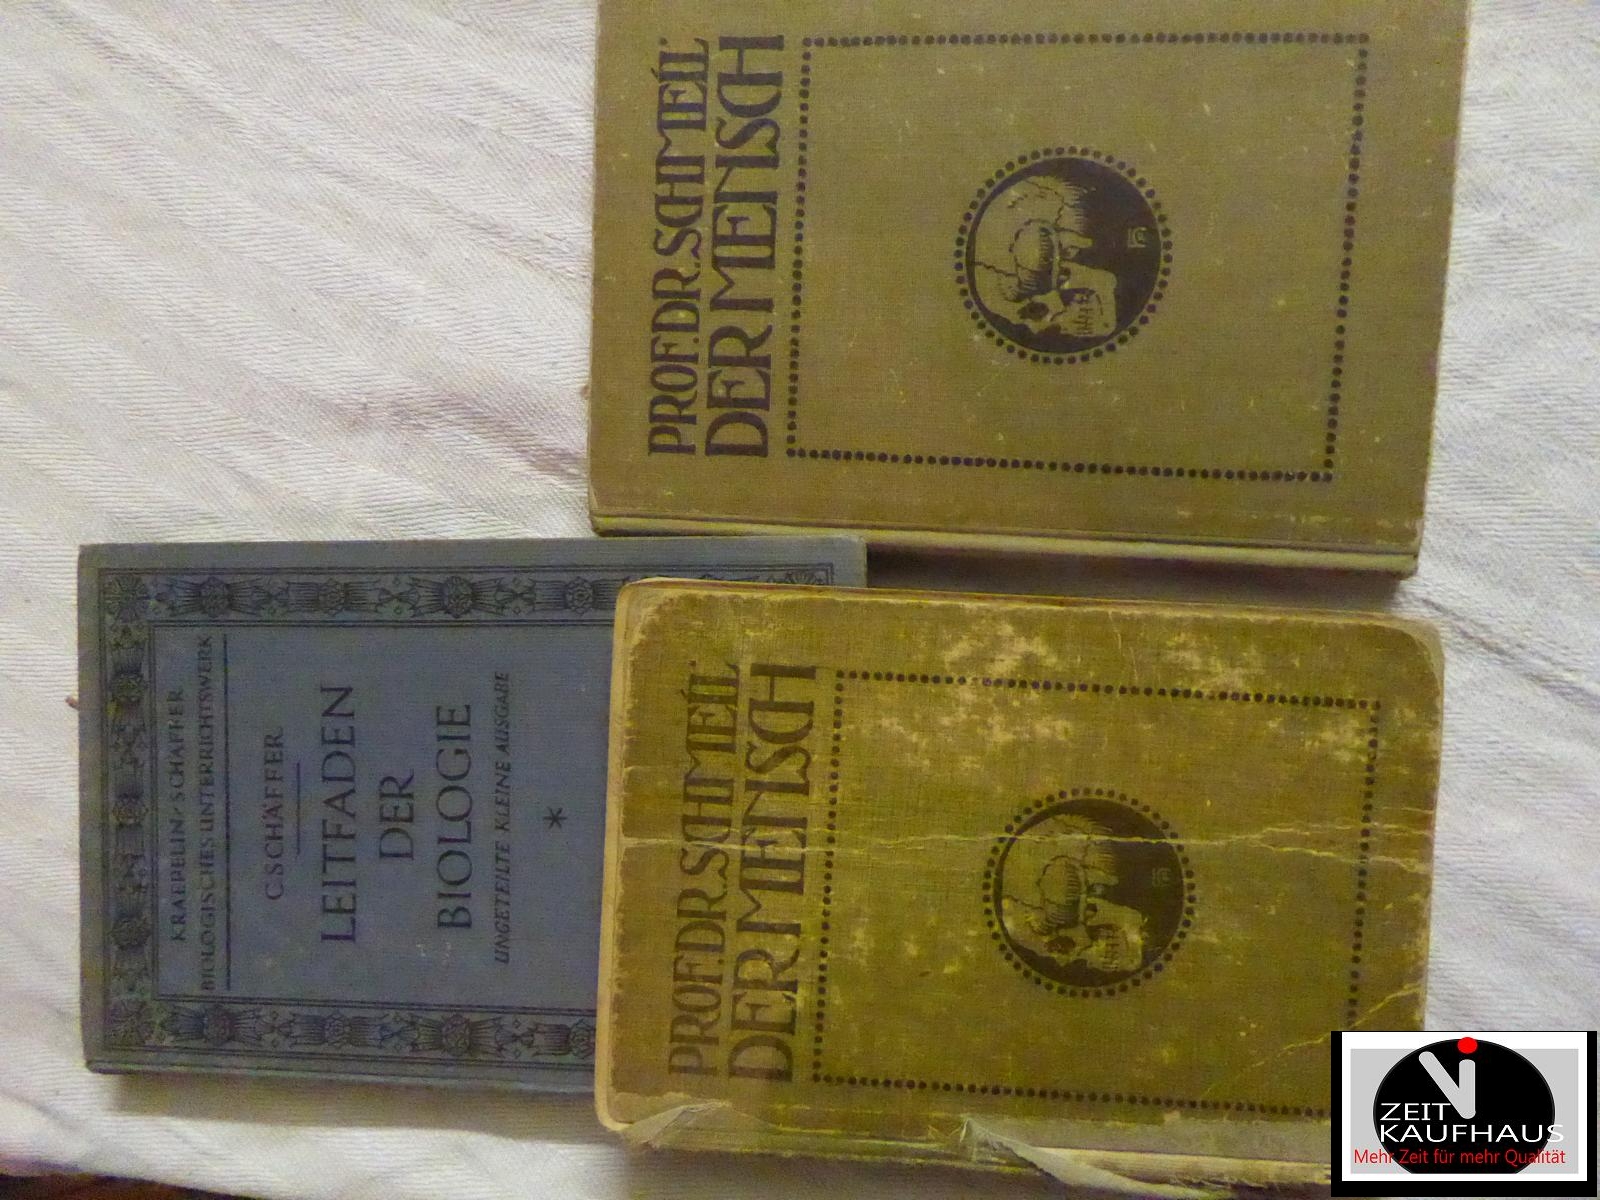 PROF.DR.SCHMEIL
DER MENSCH
KRAEPELIN-SCHÄFFER
BIOLOGISCHES UNTERRICHTSWERK
C.SCHÄFFER
LEITFADEN
DER
BIOLOGIE
UNGETEILTE KLEINE AUSGABE
*
PROF.DR.SCHMEIL
DER MENSCH
ZEIT
KAUFHAUS
Mehr Zeit für mehr Qualität